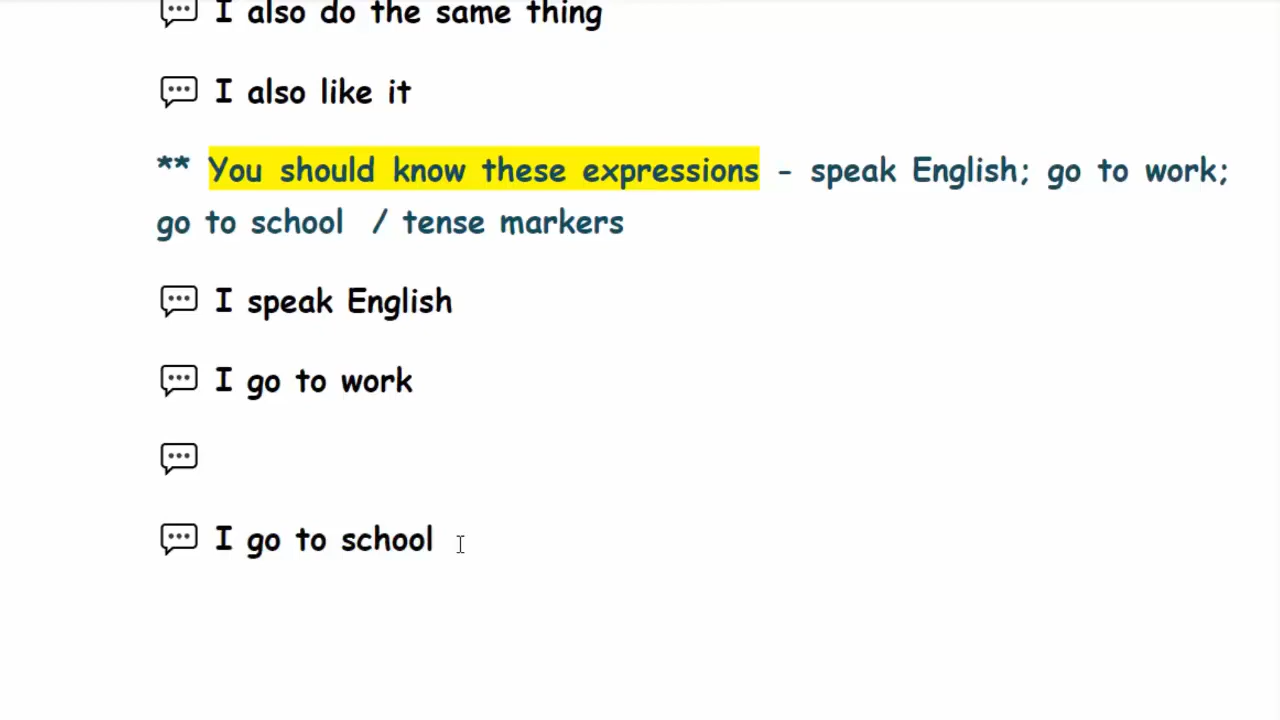 I also do the same thing
I also like it
** You should know these expressions - speak English; go to work;
go to school / tense markers
I speak English
I go to work
I go to school